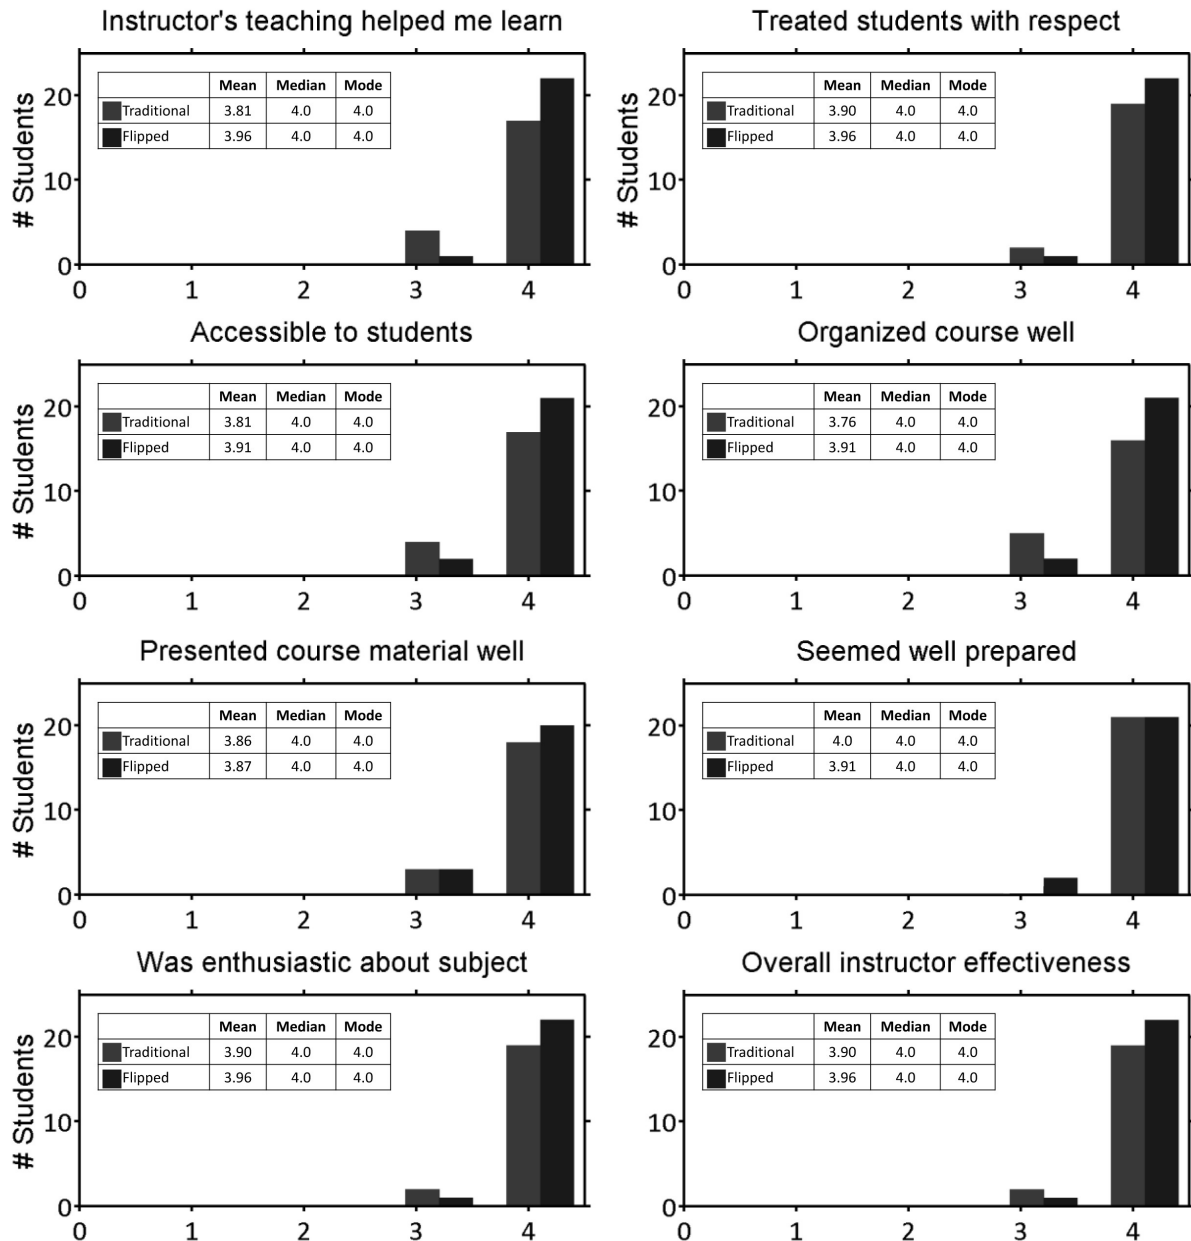 Instructor's teaching helped me learn
# Students
20
10
0
Mean Median Mode
Traditional 3.81 4.0 4.0
Flipped 3.96 4.0 4.0
0 1 2 3 4
Treated students with respect
# Students
20
10
0
Mean Median Mode
Traditional 3.90 4.0 4.0
Flipped 3.96 4.0 4.0
0 1 2 3 4
Accessible to students
# Students
20
10
0
Mean Median Mode
Traditional 3.81 4.0 4.0
Flipped 3.91 4.0 4.0
0 1 2 3 4
Organized course well
20
10
0
Mean Median Mode
Traditional 3.76 4.0 4.0
Flipped 3.91 4.0 4.0
0 1 2 3 4
Presented course material well
# Students
20
10
0
Mean Median Mode
Traditional 3.86 4.0 4.0
Flipped 3.87 4.0 4.0
0 1 2 3 4
Seemed well prepared
20
10
0
Mean Median Mode
Traditional 4.0 4.0 4.0
Flipped 3.91 4.0 4.0
0 1 2 3 4
Was enthusiastic about subject
# Students
20
10
0
Mean Median Mode
Traditional 3.90 4.0 4.0
Flipped 3.96 4.0 4.0
0 1 2 3 4
Overall instructor effectiveness
20
10
0
Mean Median Mode
Traditional 3.90 4.0 4.0
Flipped 3.96 4.0 4.0
0 1 2 3 4